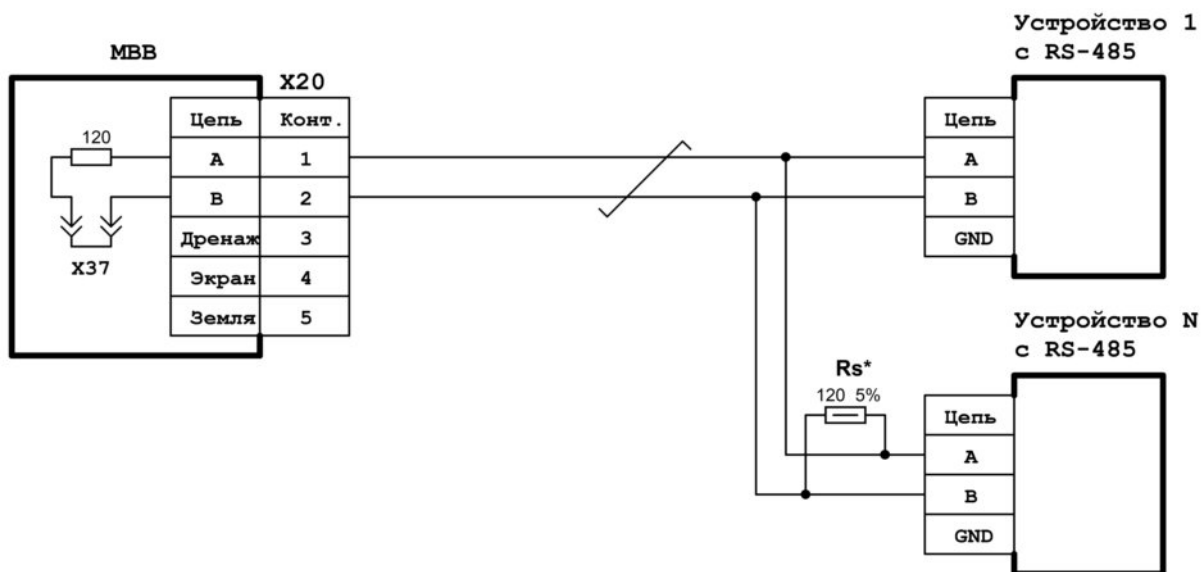 МВВ
X20
Цепь Конт.
120
A 1
B 2
Дренаж 3
X37
Экран 4
Земля 5
Устройство 1
с RS-485
Цепь
A
B
GND
Устройство N
с RS-485
Rs*
120 5%
Цепь
A
B
GND